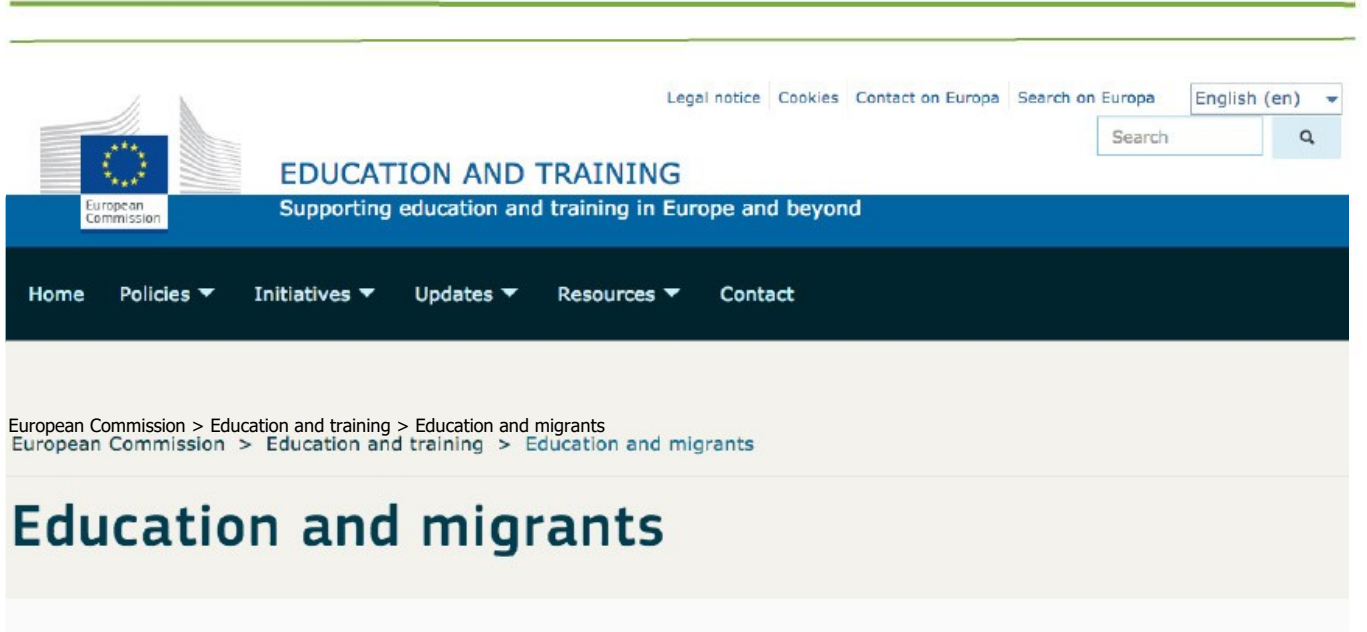 Legal notice Cookies Contact on Europa Search on Europa English (en)
Search
EDUCATION AND TRAINING
European
Commission
Supporting education and training in Europe and beyond
Home Policies Initiatives Updates Resources Contact
European Commission > Education and training > Education and migrants
European Commission > Education and training > Education and migrants
Education and migrants